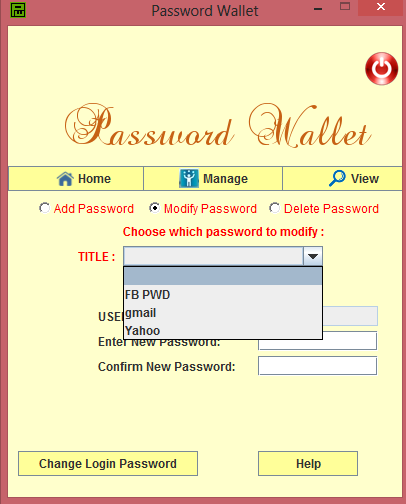 Password Wallet
Password Wallet
Home Manage View
Add Password Modify Password Delete Password
Choose which password to modify :
TITLE :
FB PWD
gmail
Yahoo
USE
Enter New Password:
Confirm New Password:
Change Login Password Help